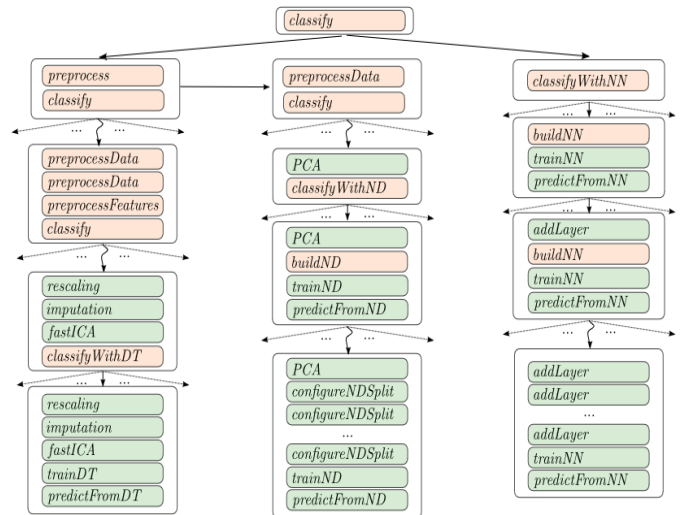 classify
preprocess
classify
...
...
preprocessData
preprocessData
preprocessFeatures
classify
...
...
rescaling
imputation
fastICA
classifyWithDT
...
...
rescaling
imputation
fastICA
trainDT
predictFromDT
preprocessData
classify
...
...
PCA
classifyWithND
...
...
PCA
buildND
trainND
predictFromND
...
...
PCA
configureNDSplit
configureNDSplit
...
configureNDSplit
trainND
predictFromND
classifyWithNN
...
...
buildNN
trainNN
predictFromNN
...
...
addLayer
buildNN
trainNN
predictFromNN
...
...
addLayer
addLayer
...
addLayer
trainNN
predictFromNN